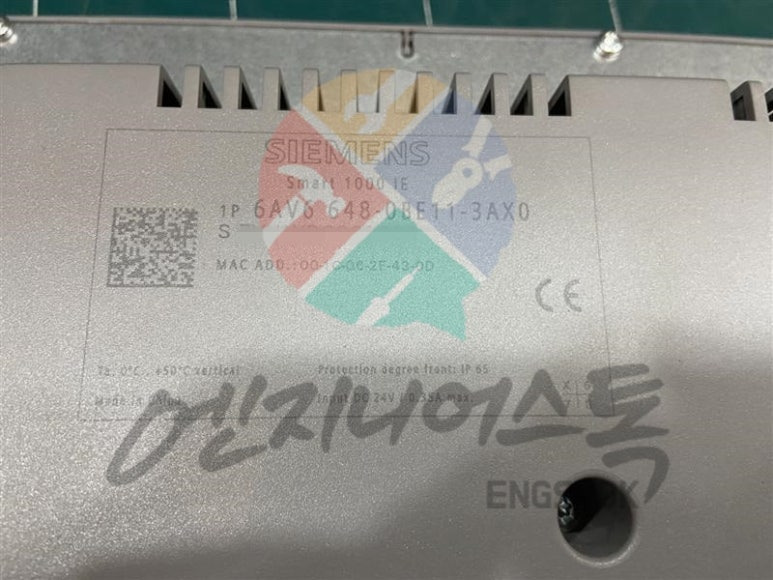 SIEMENS
Smart 1000 IE
1P 6AV6 648-0BE11-3AX0
S
MAC ADD.: 00-1C-06-2F-43-0D
Ta. 0°C...+50°C vertical Protection degree front: IP 65
Made in China Input DC 24V / 0.35A max.
CE
엔지니어스톡
ENGSTOCK